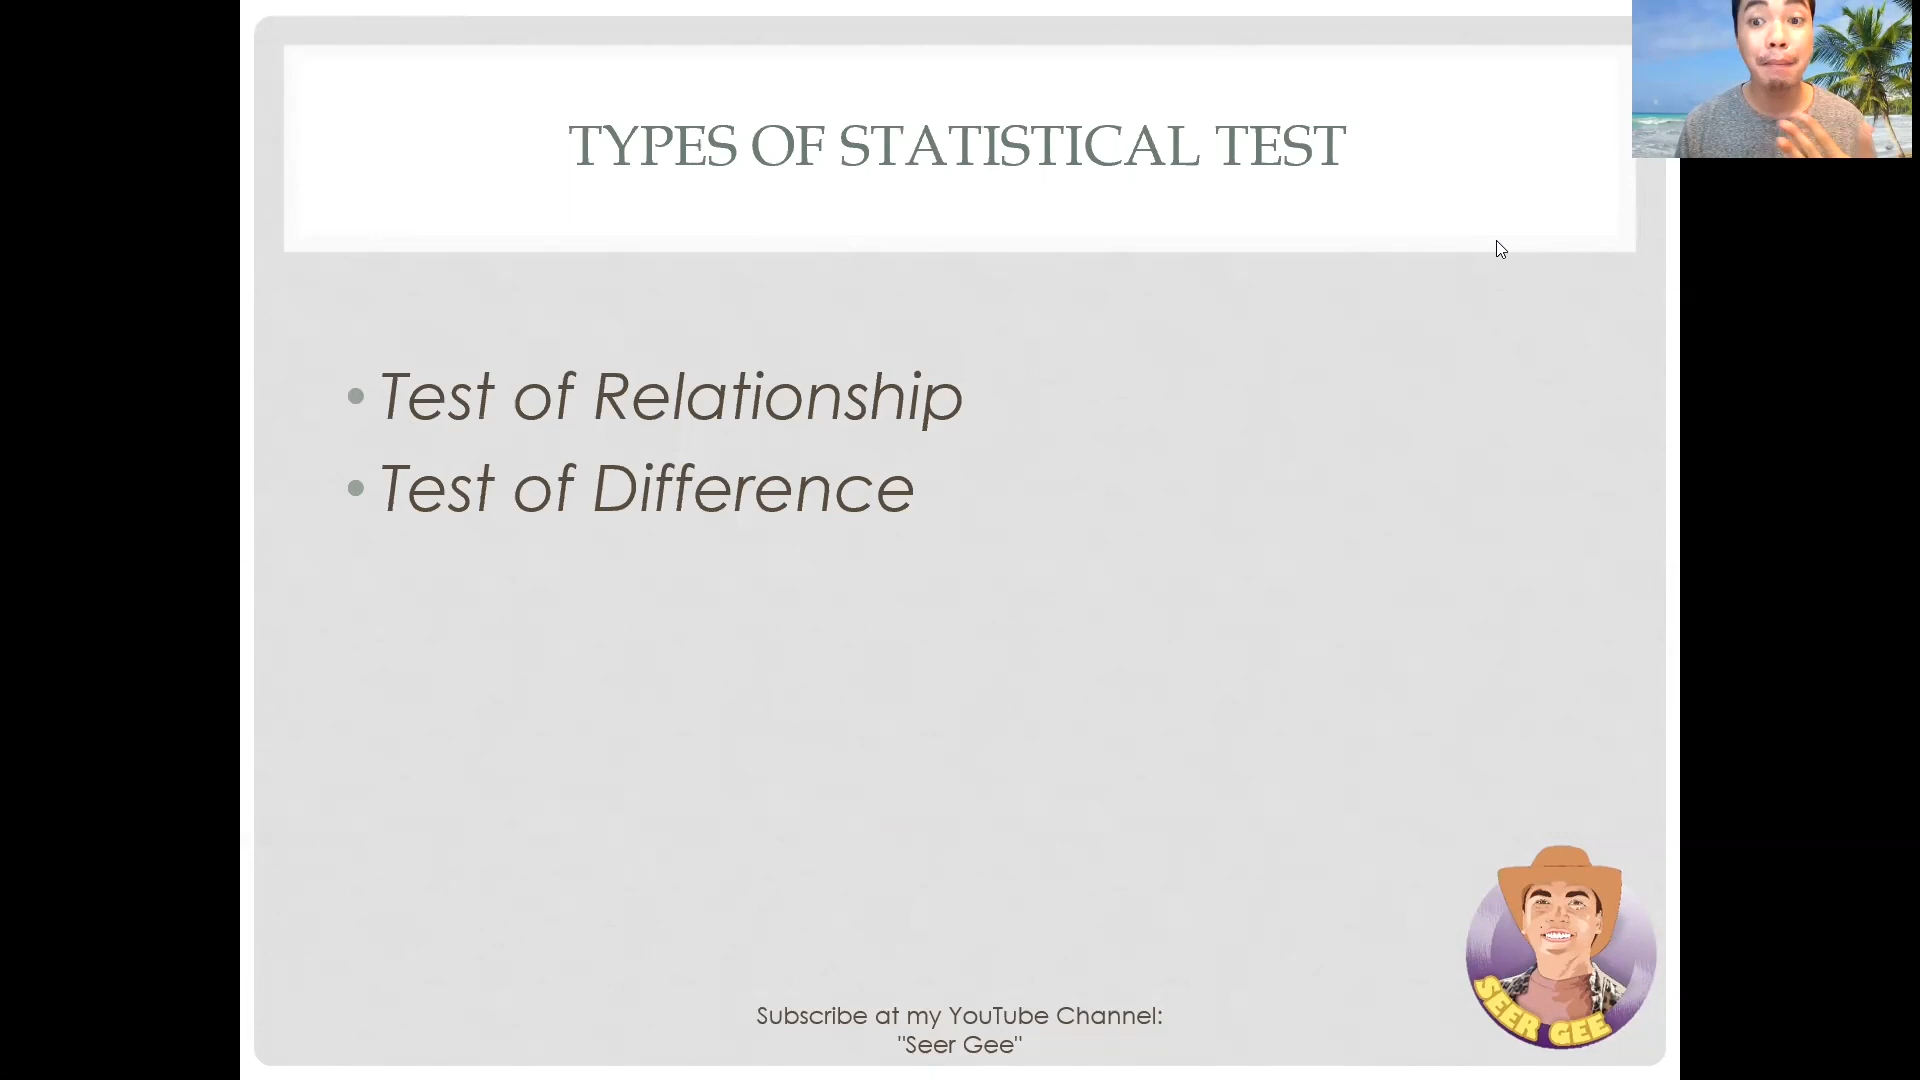 TYPES OF STATISTICAL TEST
• Test of Relationship
• Test of Difference
SEER GEE
Subscribe at my YouTube Channel:
"Seer Gee"